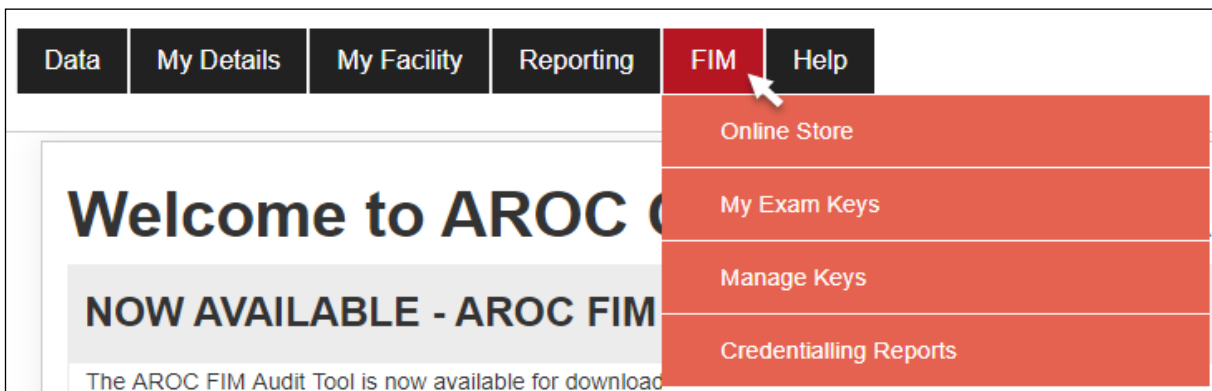 Data My Details My Facility Reporting FIM Help
Online Store
My Exam Keys
Manage Keys
Credentialling Reports
Welcome to AROC
NOW AVAILABLE - AROC FIM
The AROC FIM Audit Tool is now available for download